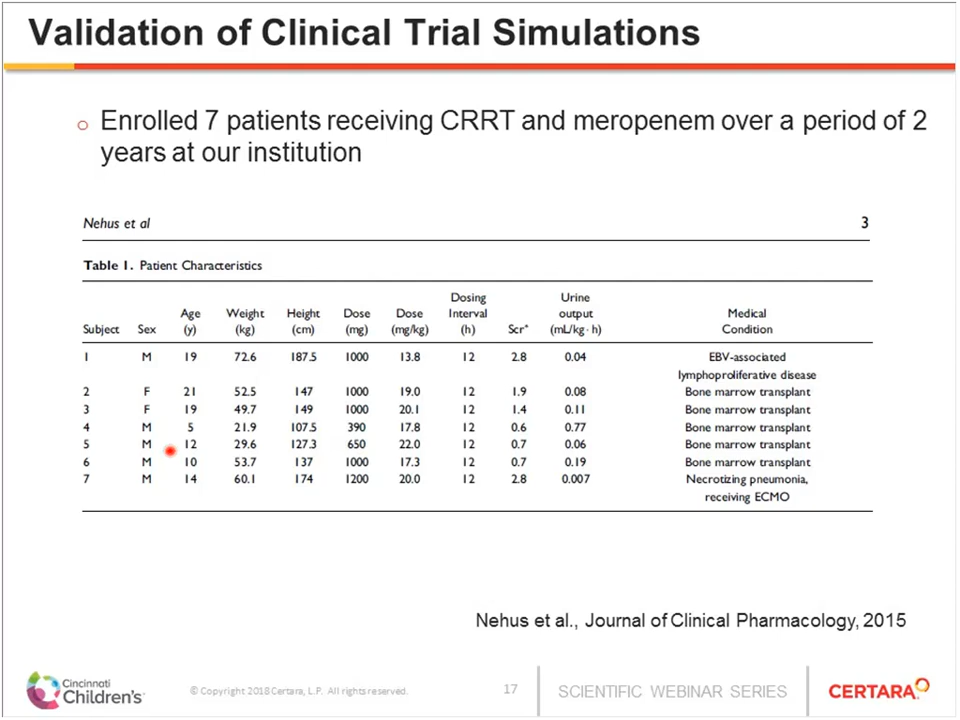 Validation of Clinical Trial Simulations
o Enrolled 7 patients receiving CRRT and meropenem over a period of 2
years at our institution
Nehus et al 3
Table 1. Patient Characteristics
Subject Sex Age (y) Weight (kg) Height (cm) Dose (mg) Dose (mg/kg) Dosing Interval (h) Scr* Urine output (mL/kg · h) Medical Condition
1 M 19 72.6 187.5 1000 13.8 12 2.8 0.04 EBV-associated
lymphoproliferative disease
2 F 21 52.5 147 1000 19.0 12 1.9 0.08 Bone marrow transplant
3 F 19 49.7 149 1000 20.1 12 1.4 0.11 Bone marrow transplant
4 M 5 21.9 107.5 390 17.8 12 0.6 0.77 Bone marrow transplant
5 M 12 29.6 127.3 650 22.0 12 0.7 0.06 Bone marrow transplant
6 M 10 53.7 137 1000 17.3 12 0.7 0.19 Bone marrow transplant
7 M 14 60.1 174 1200 20.0 12 2.8 0.007 Necrotizing pneumonia,
receiving ECMO
Nehus et al., Journal of Clinical Pharmacology, 2015
Cincinnati
Children's
© Copyright 2018 Certara, L.P. All rights reserved.
17
SCIENTIFIC WEBINAR SERIES
CERTARA